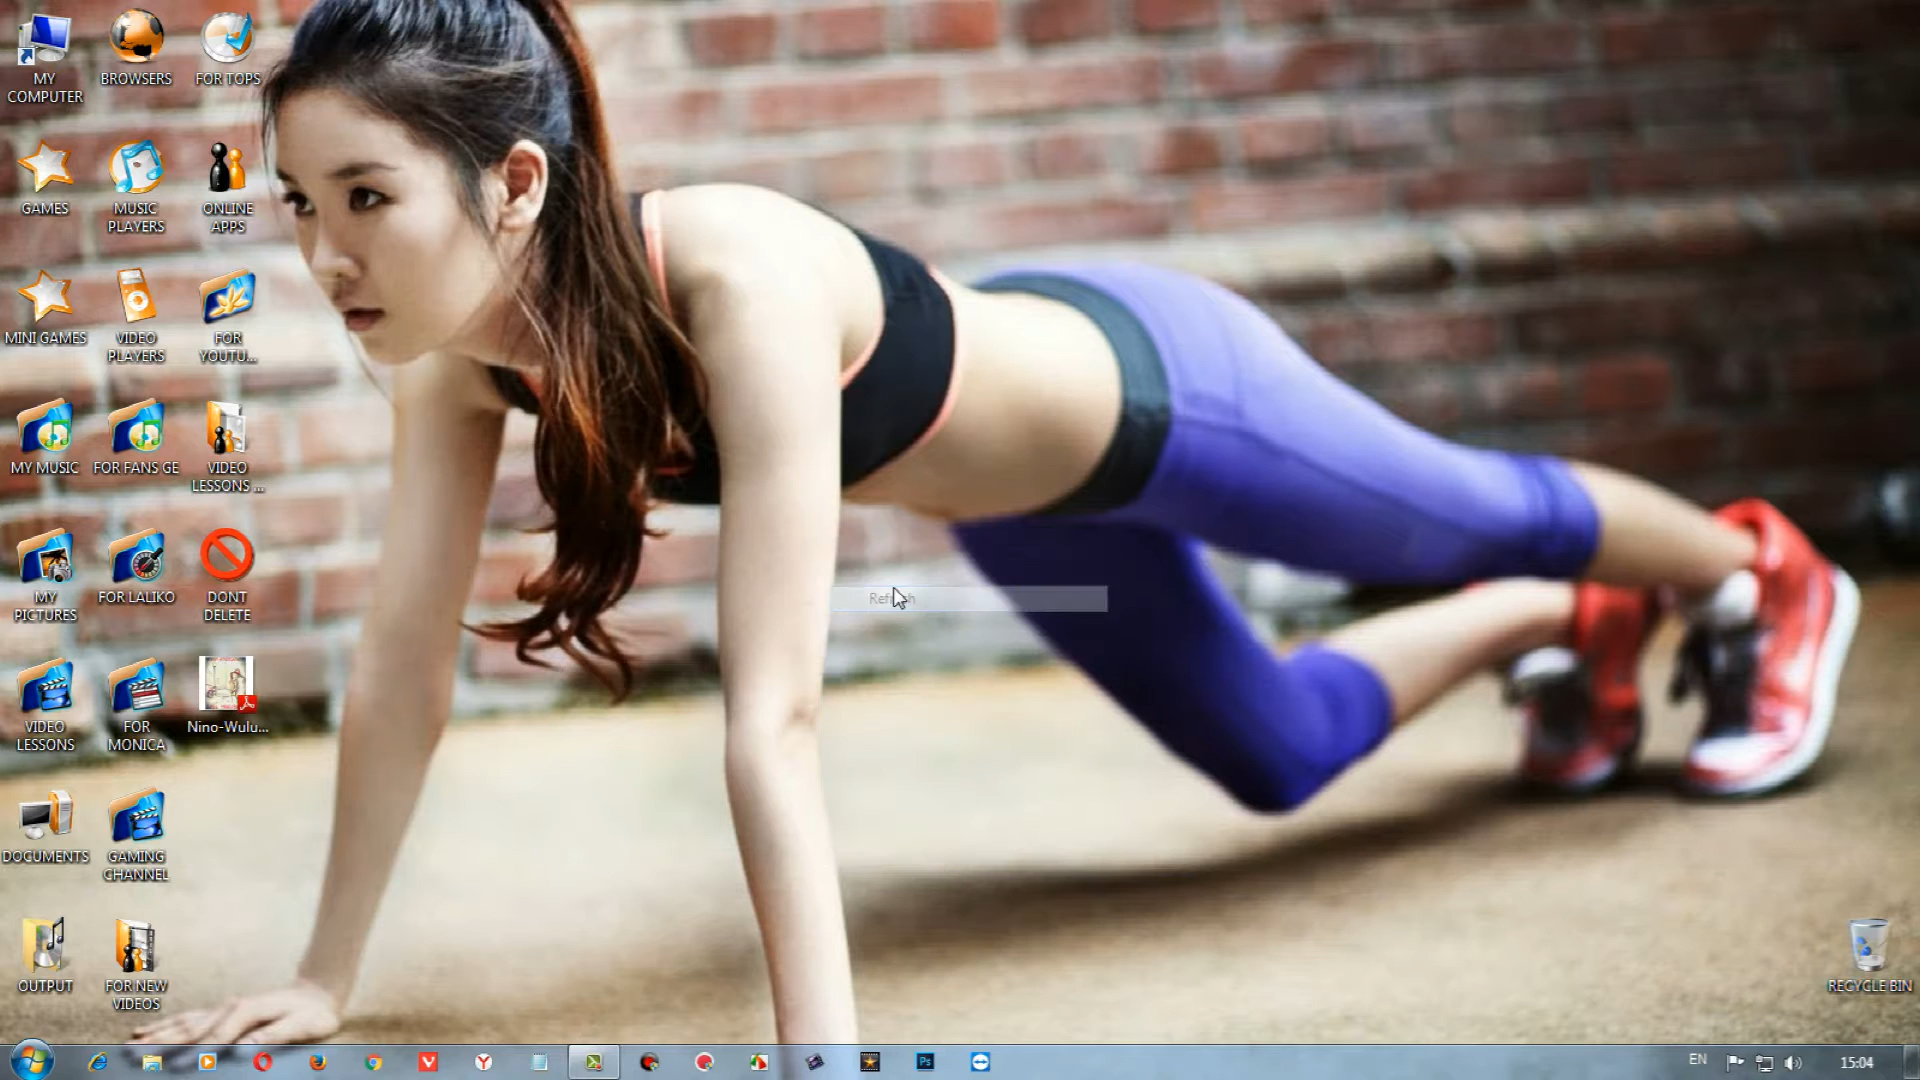 MY
COMPUTER
BROWSERS
FOR TOPS
GAMES
MUSIC
PLAYERS
ONLINE
APPS
MINI GAMES
VIDEO
PLAYERS
FOR
YOUTU...
MY MUSIC
FOR FANS GE
VIDEO
LESSONS ...
MY
PICTURES
FOR LALIKO
DONT
DELETE
VIDEO
LESSONS
FOR
MONICA
Nino-Wulu...
DOCUMENTS
GAMING
CHANNEL
OUTPUT
FOR NEW
VIDEOS
Refresh
RECYCLE BIN
Ps
EN
15:04